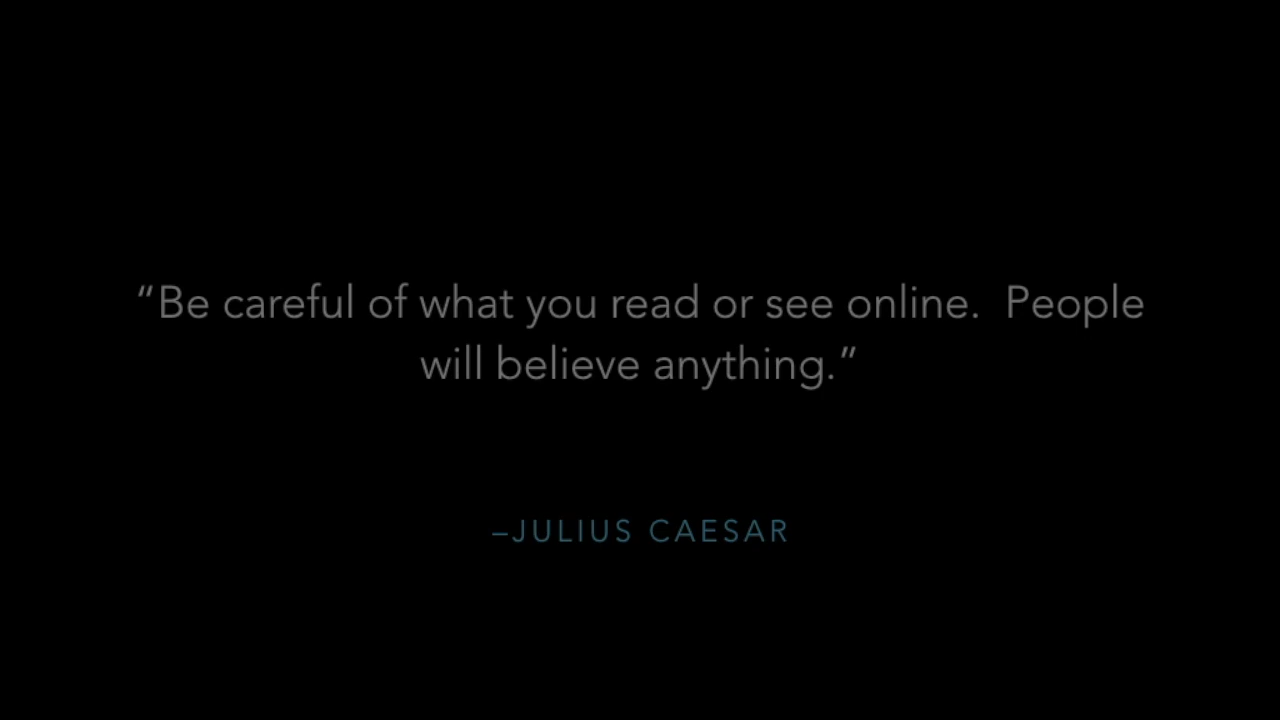 “Be careful of what you read or see online.  People
will believe anything.”
–JULIUS CAESAR